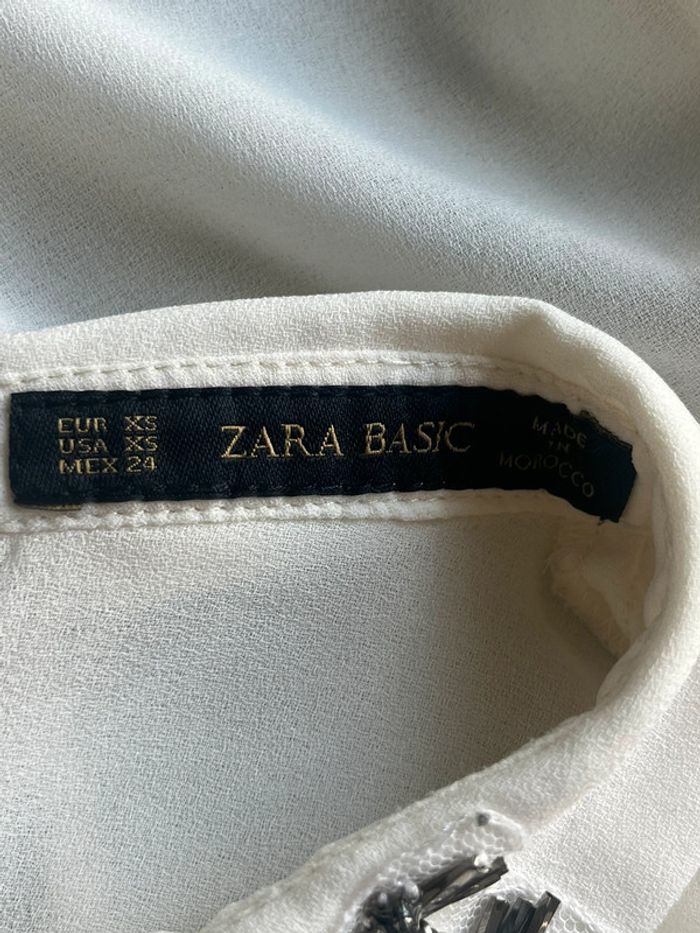 EUR XS
USA XS
MEX 24
ZARA BASIC
MADE
IN
MOROCCO